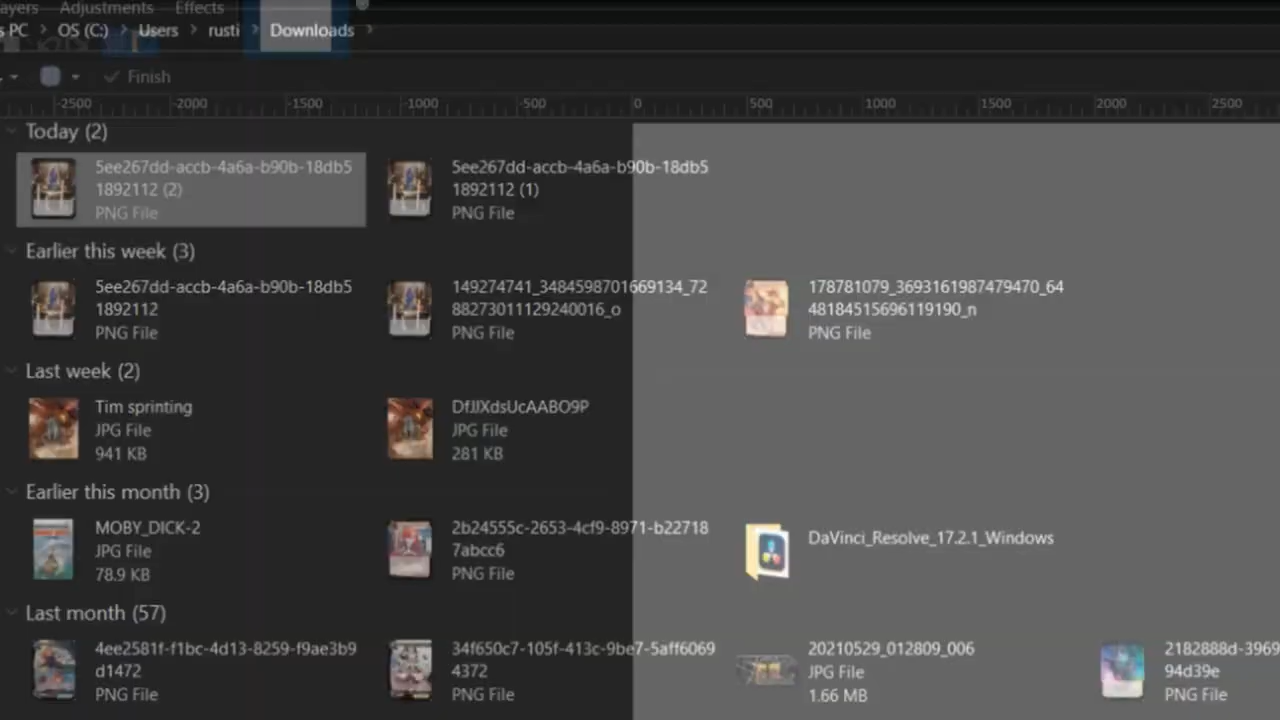 ayers Adjustments Effects
s PC > OS (C:) > Users > rusti > Downloads >
Finish
-2500 -2000 -1500 -1000 -500 0 500 1000 1500 2000 2500
Today (2)
5ee267dd-accb-4a6a-b90b-18db5
1892112 (2)
PNG File
5ee267dd-accb-4a6a-b90b-18db5
1892112 (1)
PNG File
Earlier this week (3)
5ee267dd-accb-4a6a-b90b-18db5
1892112
PNG File
149274741_3484598701669134_72
88273011129240016_o
PNG File
178781079_3693161987479470_64
48184515696119190_n
PNG File
Last week (2)
Tim sprinting
JPG File
941 KB
DfJJXdsUcAABO9P
JPG File
281 KB
Earlier this month (3)
MOBY_DICK-2
JPG File
78.9 KB
2b24555c-2653-4cf9-8971-b22718
7abcc6
PNG File
DaVinci_Resolve_17.2.1_Windows
Last month (57)
4ee2581f-f1bc-4d13-8259-f9ae3b9
d1472
PNG File
34f650c7-105f-413c-9be7-5aff6069
4372
PNG File
20210529_012809_006
JPG File
1.66 MB
2182888d-3969
94d39e
PNG File